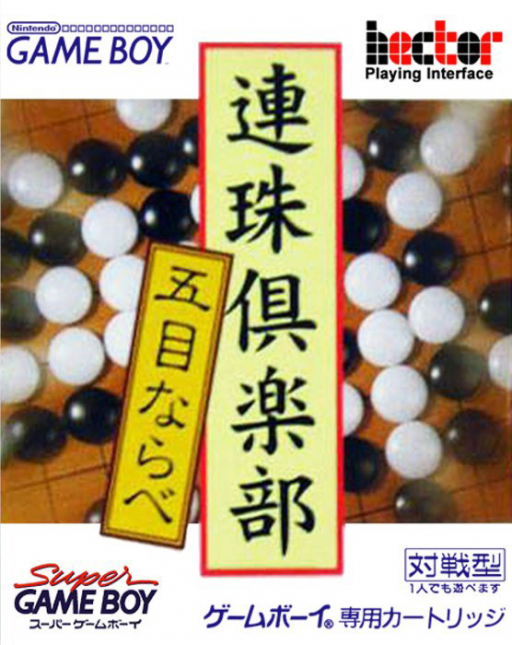 Nintendo
GAME BOY
hector
Playing Interface
連珠倶楽部
五目ならべ
Super
GAME BOY
スーパーゲームボーイ
対戦型
1人でも遊べます
ゲームボーイ® 専用カートリッジ